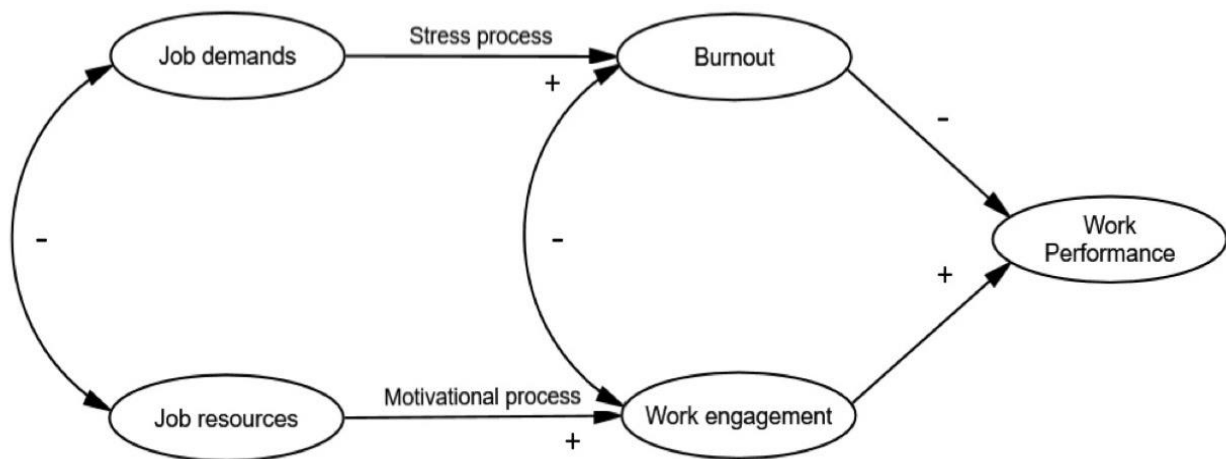 Job demands
Stress process
+
Burnout
-
-
-
Work
Performance
+
Job resources
Motivational process
+
Work engagement